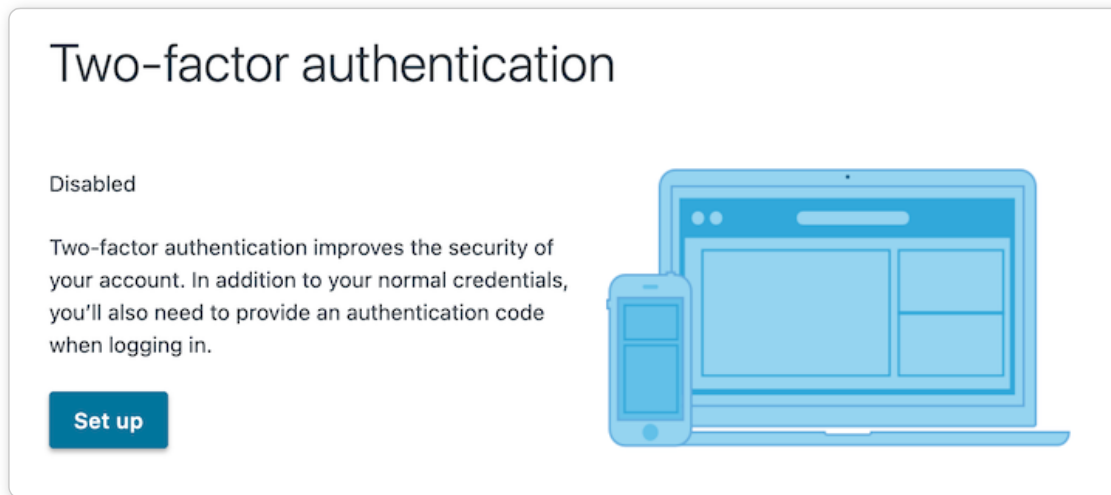 Two-factor authentication
Disabled
Two-factor authentication improves the security of
your account. In addition to your normal credentials,
you’ll also need to provide an authentication code
when logging in.
Set up